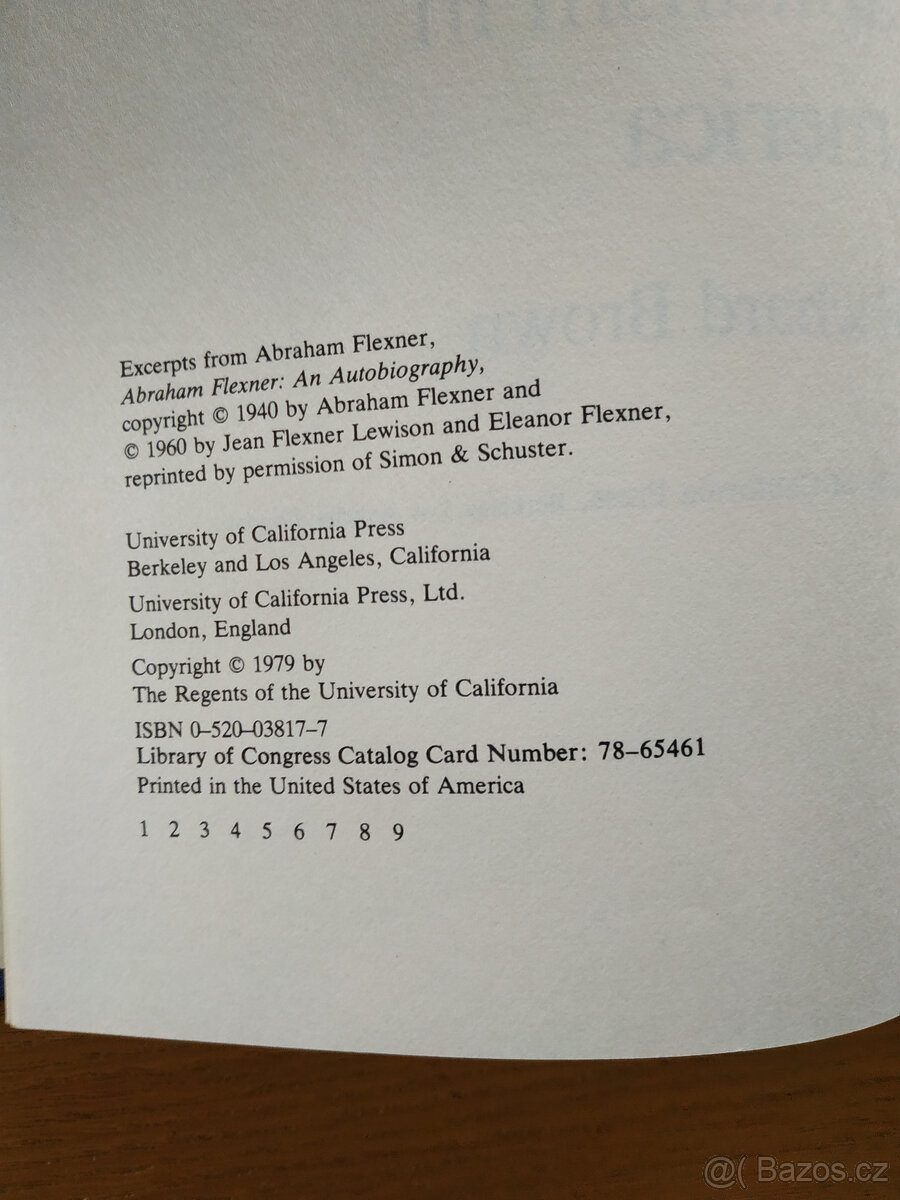 Excerpts from Abraham Flexner,
Abraham Flexner: An Autobiography,
copyright © 1940 by Abraham Flexner and
© 1960 by Jean Flexner Lewison and Eleanor Flexner,
reprinted by permission of Simon & Schuster.
University of California Press
Berkeley and Los Angeles, California
University of California Press, Ltd.
London, England
Copyright © 1979 by
The Regents of the University of California
ISBN 0–520–03817–7
Library of Congress Catalog Card Number: 78–65461
Printed in the United States of America
1 2 3 4 5 6 7 8 9
Brown
@( Bazos.cz